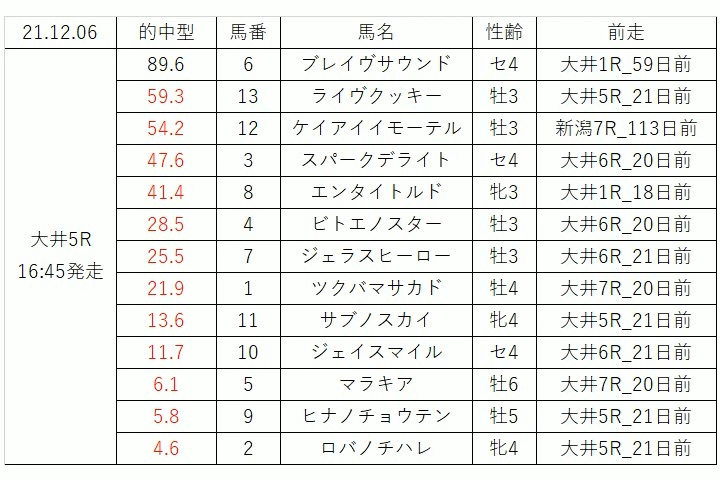 21.12.06 的中型 馬番 馬名 性齢 前走
89.6 6 ブレイヴサウンド セ4 大井1R_59日前
59.3 13 ライヴクッキー 牡3 大井5R_21日前
54.2 12 ケイアイイモーテル 牡3 新潟7R_113日前
47.6 3 スパークデライト セ4 大井6R_20日前
41.4 8 エンタイトルド 牝3 大井1R_18日前
28.5 4 ビトエノスター 牡3 大井6R_20日前
25.5 7 ジェラスヒーロー 牡3 大井6R_21日前
21.9 1 ツクバマサカド 牡4 大井7R_20日前
13.6 11 サブノスカイ 牝4 大井5R_21日前
11.7 10 ジェイスマイル セ4 大井6R_21日前
6.1 5 マラキア 牡6 大井7R_20日前
5.8 9 ヒナノチョウテン 牡5 大井5R_21日前
4.6 2 ロバノチハレ 牝4 大井5R_21日前
大井5R
16:45発走